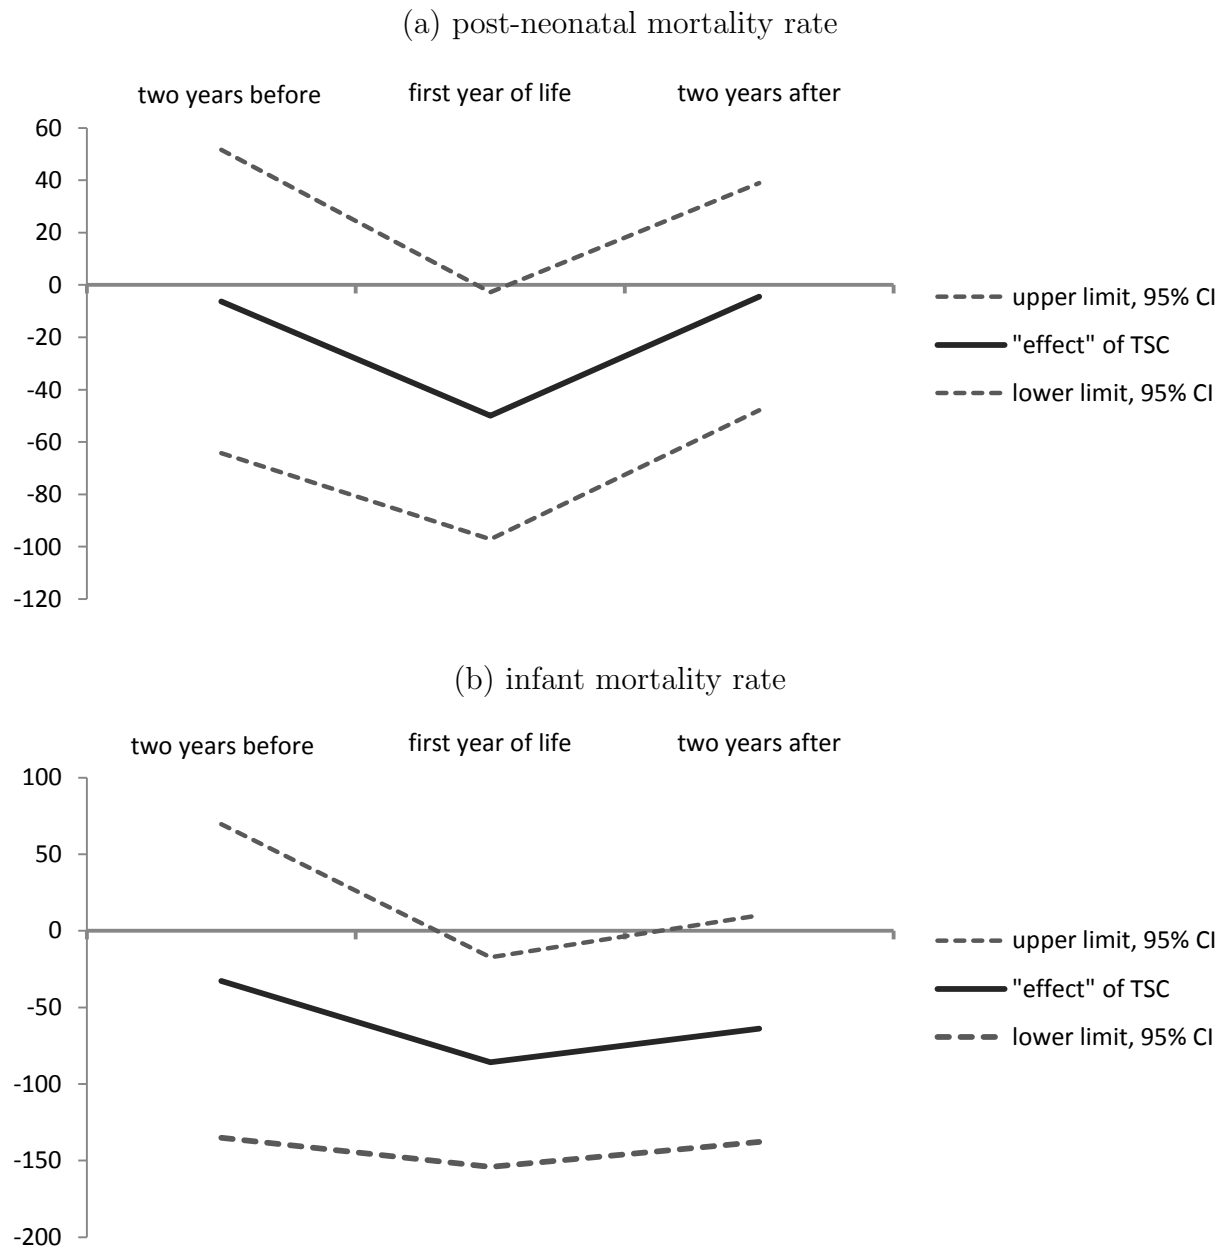 (a) post-neonatal mortality rate
two years before first year of life two years after
60
40
20
0
-20
-40
-60
-80
-100
-120
upper limit, 95% CI
"effect" of TSC
lower limit, 95% CI
(b) infant mortality rate
two years before first year of life two years after
100
50
0
-50
-100
-150
-200
upper limit, 95% CI
"effect" of TSC
lower limit, 95% CI